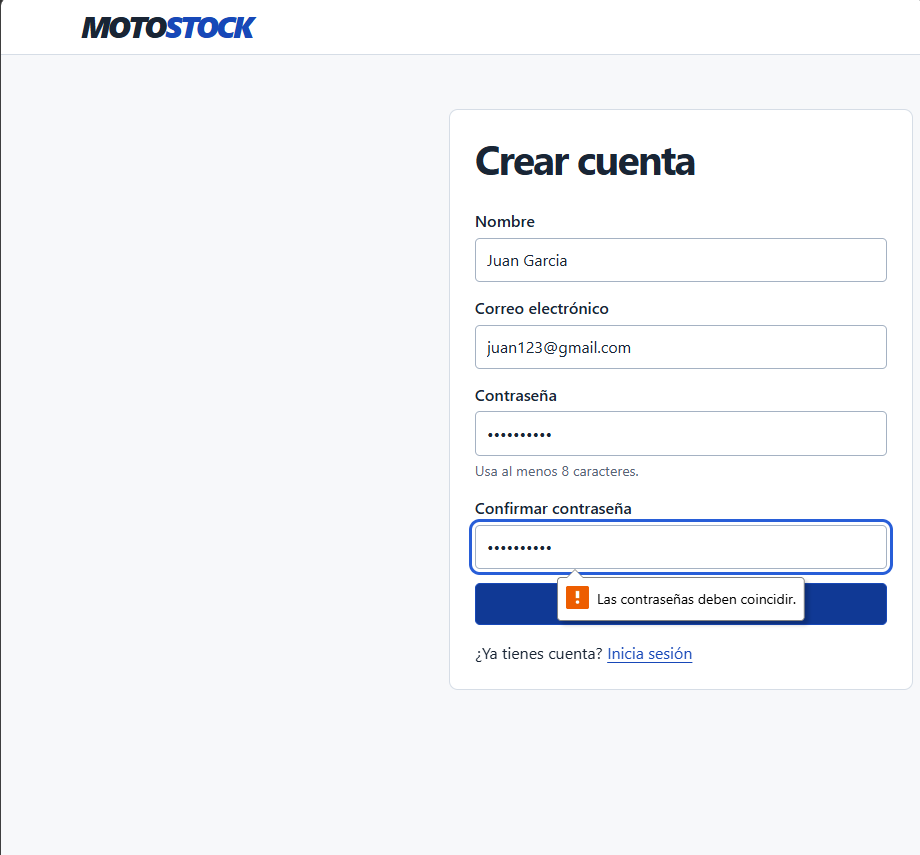 MOTOSTOCK
Crear cuenta
Nombre
Juan Garcia
Correo electrónico
juan123@gmail.com
Contraseña
••••••••••
Usa al menos 8 caracteres.
Confirmar contraseña
••••••••••
! Las contraseñas deben coincidir.
¿Ya tienes cuenta? Inicia sesión